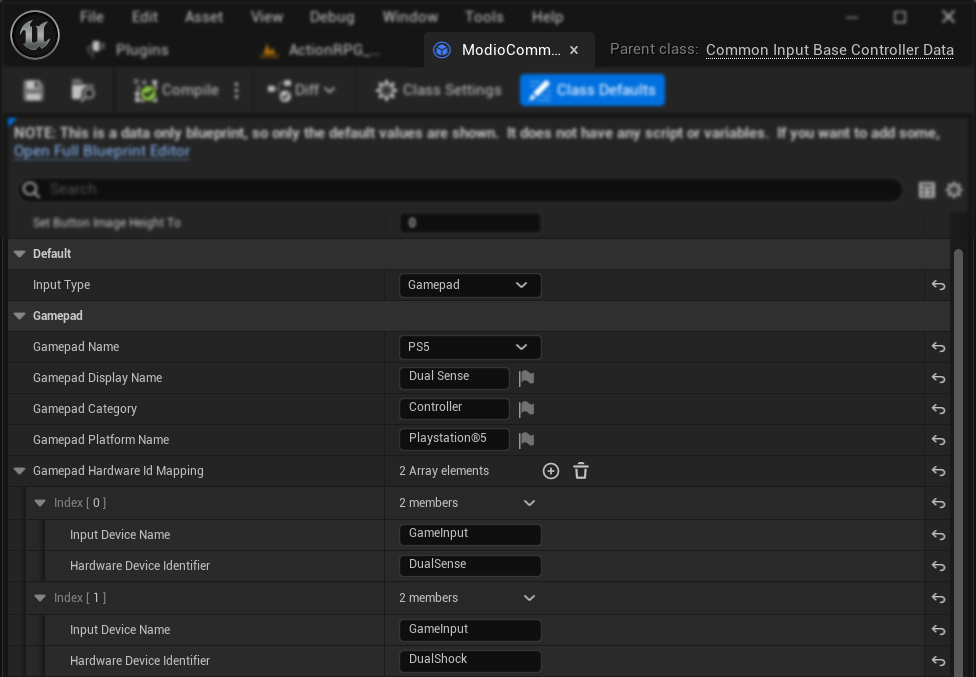 File Edit Asset View Debug Window Tools Help
Plugins ActionRPG_... ModioComm... × Parent class: Common Input Base Controller Data
Compile Diff Class Settings Class Defaults
NOTE: This is a data only blueprint, so only the default values are shown. It does not have any script or variables. If you want to add some,
Open Full Blueprint Editor
Search
Set Button Image Height To 0
Default
Input Type Gamepad
Gamepad
Gamepad Name PS5
Gamepad Display Name Dual Sense
Gamepad Category Controller
Gamepad Platform Name Playstation®5
Gamepad Hardware Id Mapping 2 Array elements
Index [ 0 ] 2 members
Input Device Name GameInput
Hardware Device Identifier DualSense
Index [ 1 ] 2 members
Input Device Name GameInput
Hardware Device Identifier DualShock